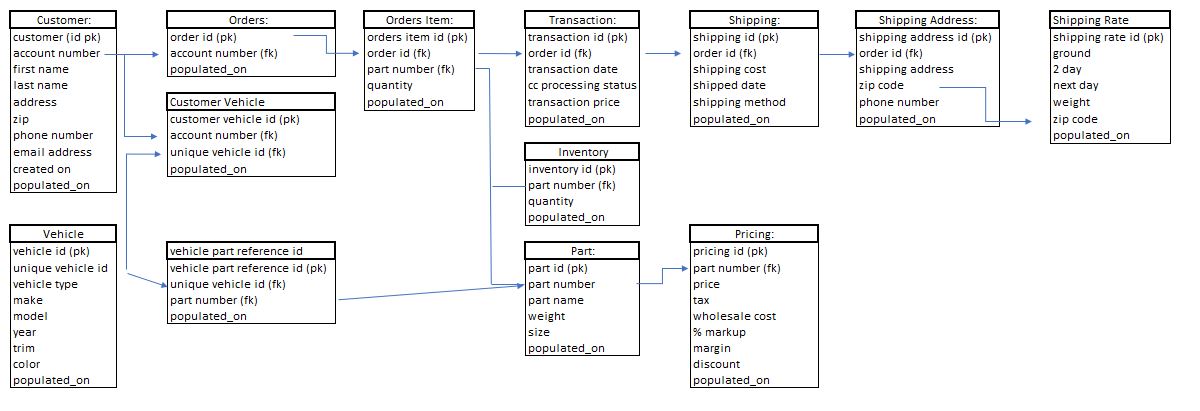 Customer:
customer (id pk)
account number
first name
last name
address
zip
phone number
email address
created on
populated_on
Orders:
order id (pk)
account number (fk)
populated_on
Customer Vehicle
customer vehicle id (pk)
account number (fk)
unique vehicle id (fk)
populated_on
Orders Item:
orders item id (pk)
order id (fk)
part number (fk)
quantity
populated_on
Transaction:
transaction id (pk)
order id (fk)
transaction date
cc processing status
transaction price
populated_on
Shipping:
shipping id (pk)
order id (fk)
shipping cost
shipped date
shipping method
populated_on
Shipping Address:
shipping address id (pk)
order id (fk)
shipping address
zip code
phone number
populated_on
Shipping Rate
shipping rate id (pk)
ground
2 day
next day
weight
zip code
populated_on
Inventory
inventory id (pk)
part number (fk)
quantity
populated_on
Vehicle
vehicle id (pk)
unique vehicle id
vehicle type
make
model
year
trim
color
populated_on
vehicle part reference id
vehicle part reference id (pk)
unique vehicle id (fk)
part number (fk)
populated_on
Part:
part id (pk)
part number
part name
weight
size
populated_on
Pricing:
pricing id (pk)
part number (fk)
price
tax
wholesale cost
% markup
margin
discount
populated_on